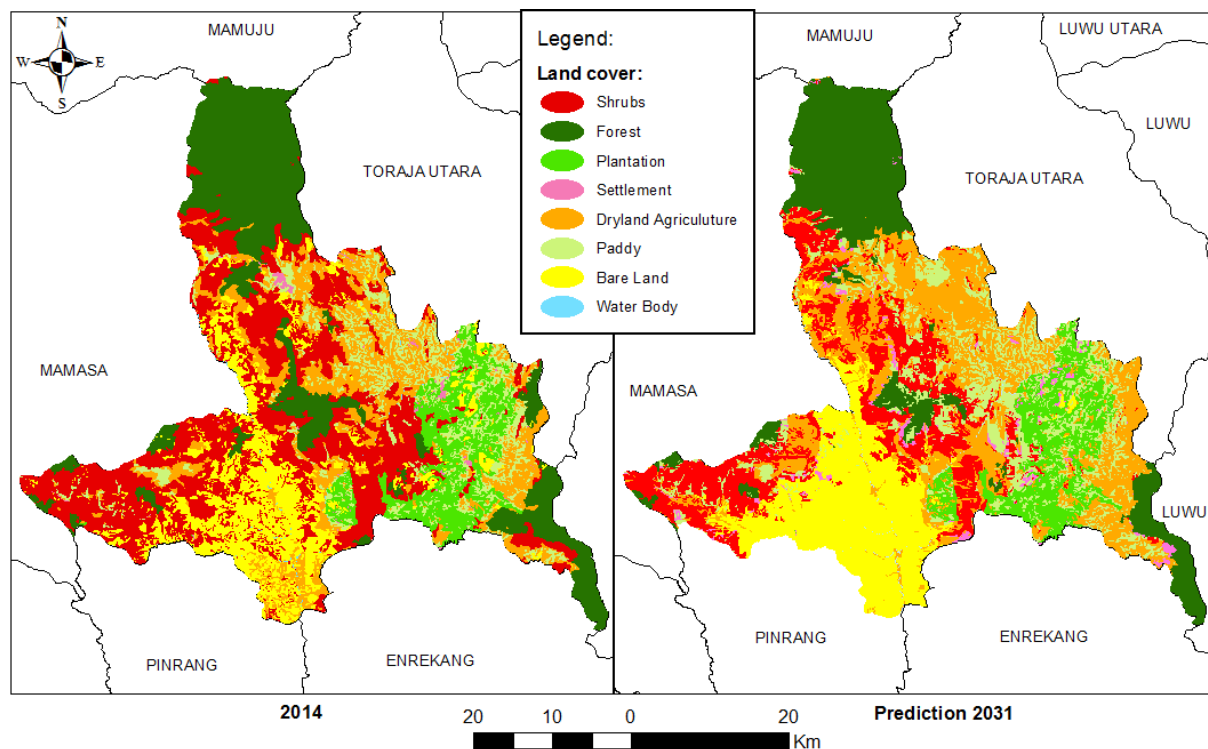 MAMUJU
N
W E
S
TORAJA UTARA
MAMASA
PINRANG
ENREKANG
2014
Legend:
Land cover:
Shrubs
Forest
Plantation
Settlement
Dryland Agriculuture
Paddy
Bare Land
Water Body
MAMUJU
LUWU UTARA
LUWU
TORAJA UTARA
MAMASA
LUWU
PINRANG
ENREKANG
Prediction 2031
20 10 0 20
Km